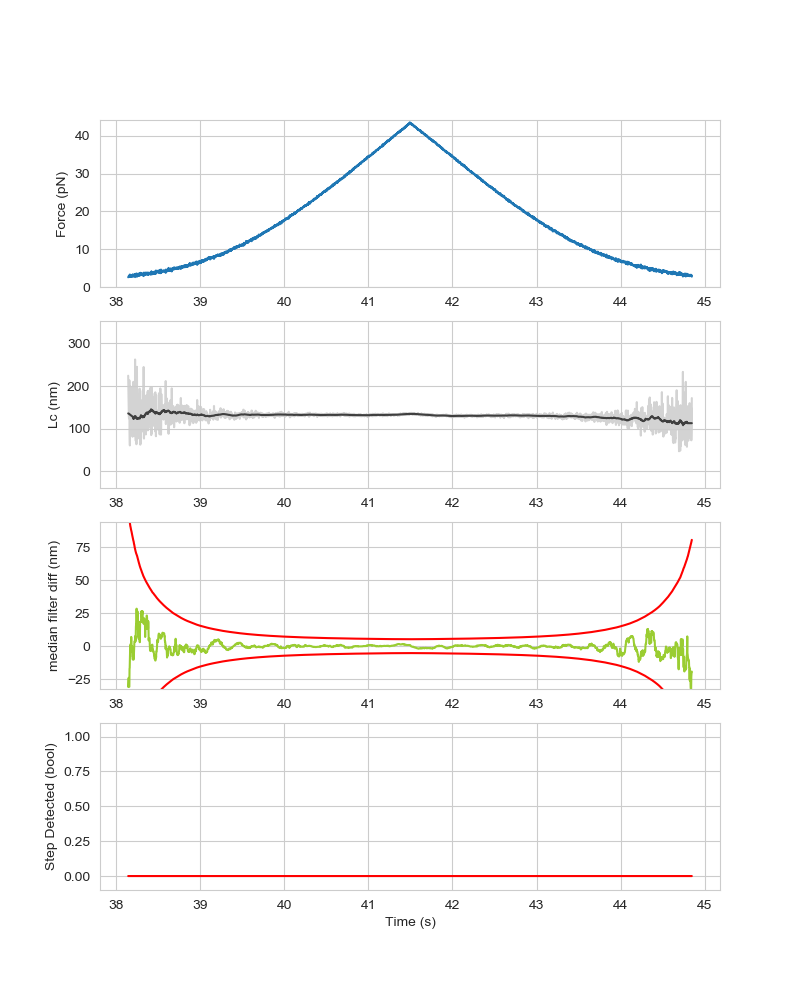 40
30
20
10
0
Force (pN)
38 39 40 41 42 43 44 45
300
200
100
0
Lc (nm)
38 39 40 41 42 43 44 45
75
50
25
0
−25
median filter diff (nm)
38 39 40 41 42 43 44 45
1.00
0.75
0.50
0.25
0.00
Step Detected (bool)
38 39 40 41 42 43 44 45
Time (s)